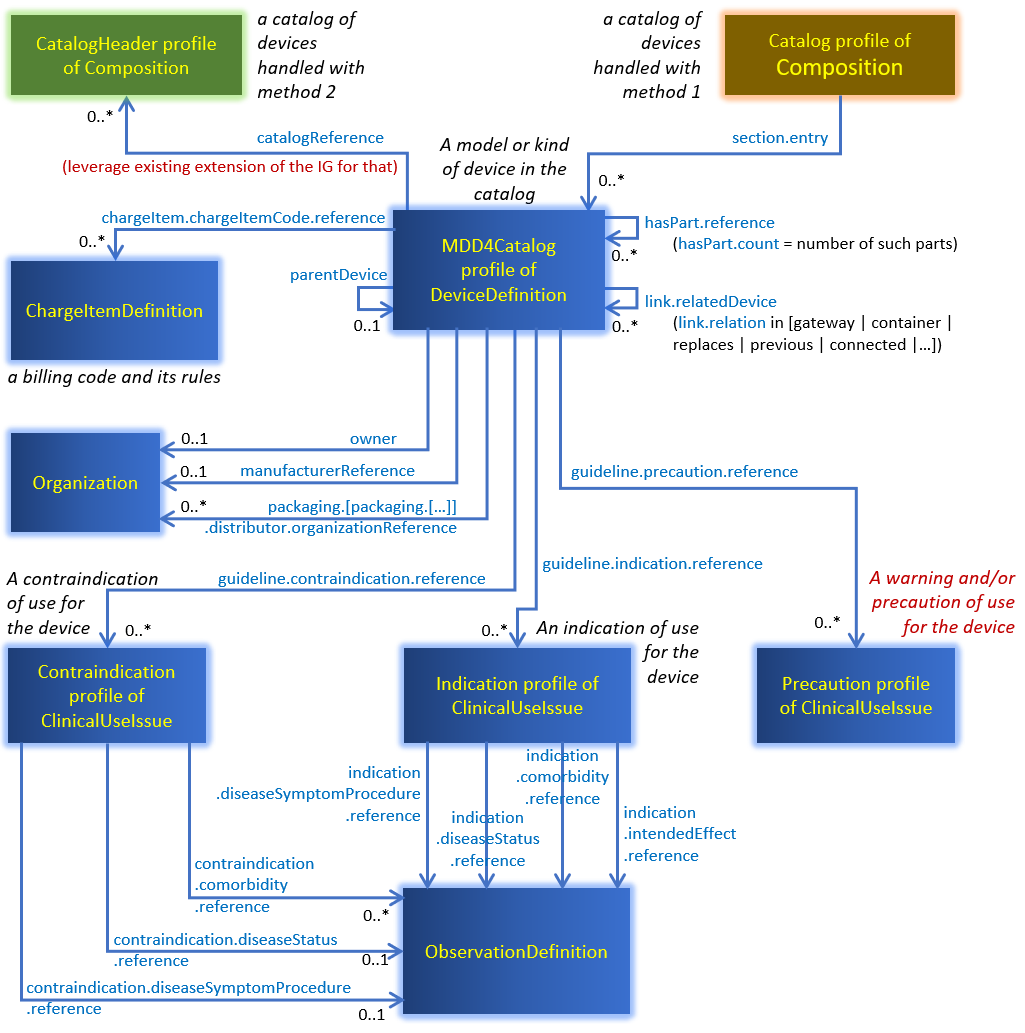 CatalogHeader profile
of Composition
a catalog of
devices
handled with
method 2
a catalog of
devices
handled with
method 1
Catalog profile of
Composition
0..*
catalogReference
(leverage existing extension of the IG for that)
A model or kind
of device in the
catalog
section.entry
0..*
chargeItem.chargeItemCode.reference
0..*
MDD4Catalog
profile of
DeviceDefinition
hasPart.reference
(hasPart.count = number of such parts)
0..*
parentDevice
0..1
link.relatedDevice
(link.relation in [gateway | container |
replaces | previous | connected |…])
0..*
ChargeItemDefinition
a billing code and its rules
Organization
0..1
owner
0..1
manufacturerReference
0..*
packaging.[packaging.[…]]
.distributor.organizationReference
guideline.precaution.reference
guideline.indication.reference
guideline.contraindication.reference
A contraindication
of use for
the device
0..*
0..*
An indication of use
for the
device
A warning and/or
precaution of use
for the device
0..*
Contraindication
profile of
ClinicalUseIssue
Indication profile of
ClinicalUseIssue
Precaution profile
of ClinicalUseIssue
indication
.diseaseSymptomProcedure
.reference
indication
.diseaseStatus
.reference
indication
.comorbidity
.reference
indication
.intendedEffect
.reference
contraindication
.comorbidity
.reference
0..*
contraindication.diseaseStatus
.reference
0..1
contraindication.diseaseSymptomProcedure
.reference
0..1
ObservationDefinition